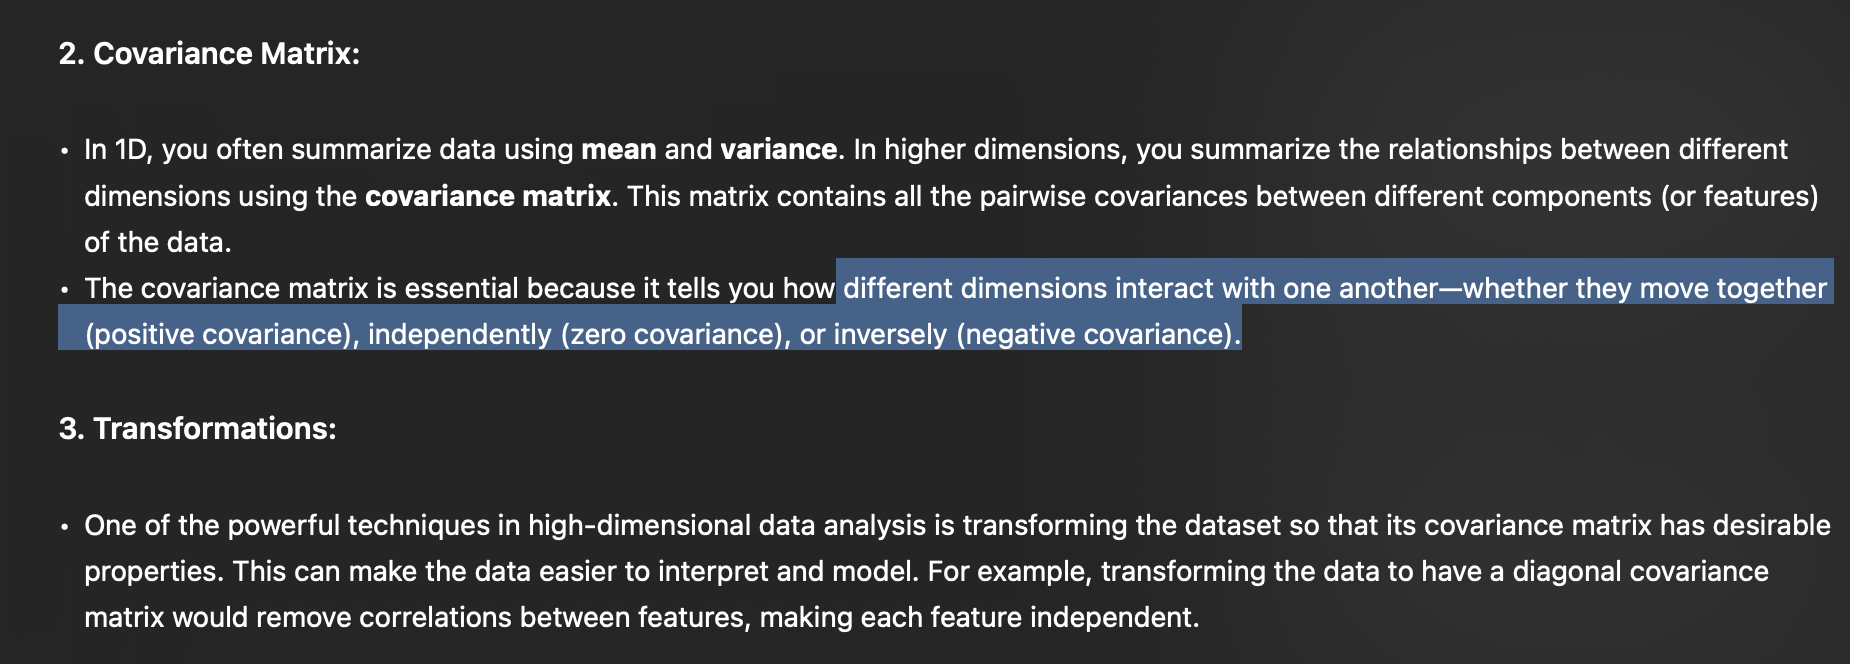 2. Covariance Matrix:
• In 1D, you often summarize data using mean and variance. In higher dimensions, you summarize the relationships between different
dimensions using the covariance matrix. This matrix contains all the pairwise covariances between different components (or features)
of the data.
• The covariance matrix is essential because it tells you how different dimensions interact with one another—whether they move together
(positive covariance), independently (zero covariance), or inversely (negative covariance).
3. Transformations:
• One of the powerful techniques in high-dimensional data analysis is transforming the dataset so that its covariance matrix has desirable
properties. This can make the data easier to interpret and model. For example, transforming the data to have a diagonal covariance
matrix would remove correlations between features, making each feature independent.